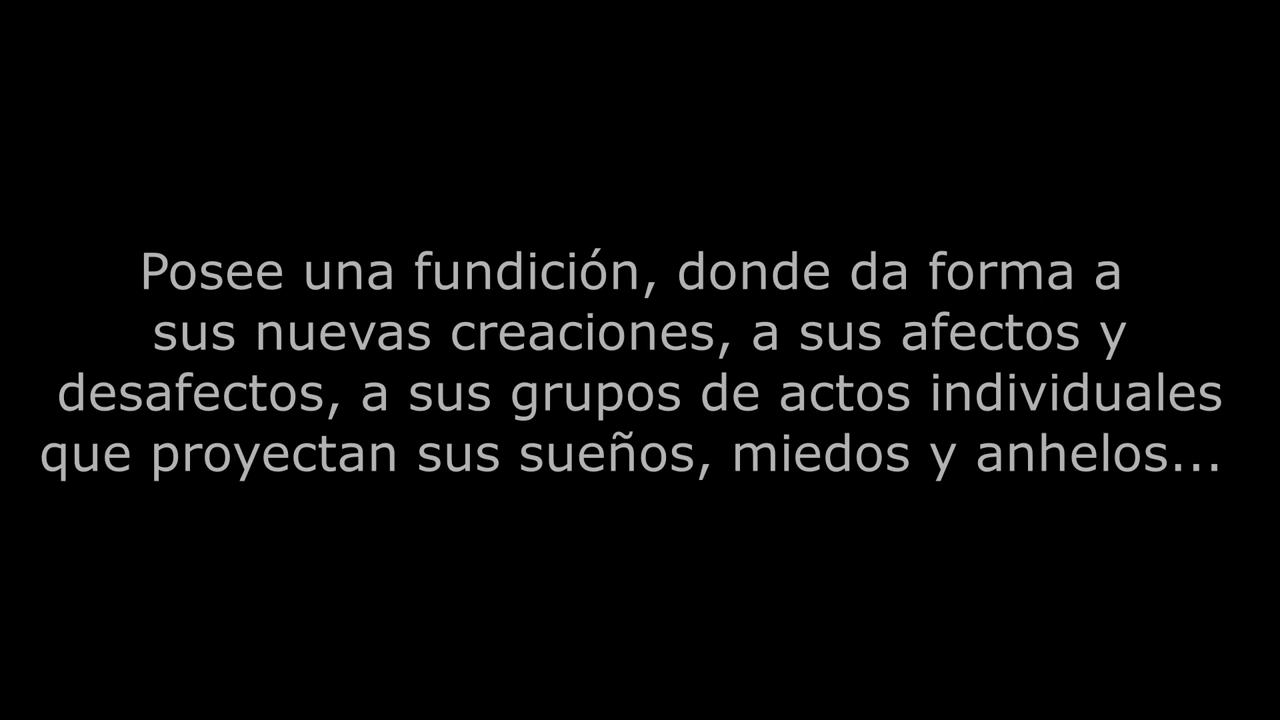 Posee una fundición, donde da forma a
sus nuevas creaciones, a sus afectos y
desafectos, a sus grupos de actos individuales
que proyectan sus sueños, miedos y anhelos...